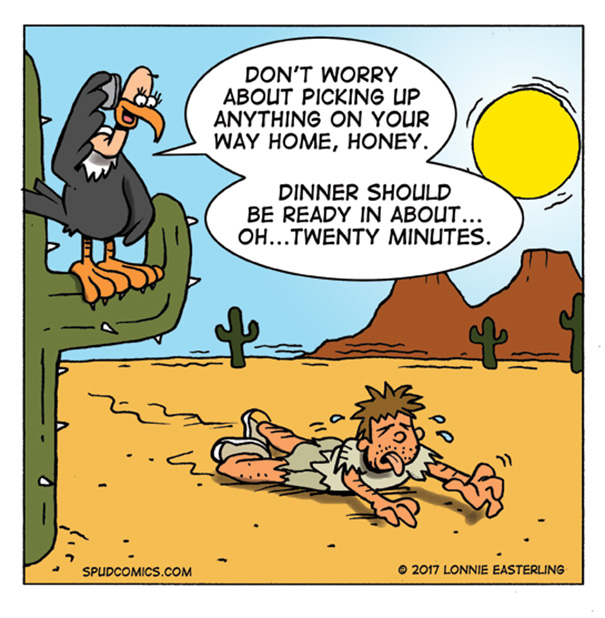 DON'T WORRY
ABOUT PICKING UP
ANYTHING ON YOUR
WAY HOME, HONEY.
DINNER SHOULD
BE READY IN ABOUT...
OH...TWENTY MINUTES.
SPUDCOMICS.COM
© 2017 LONNIE EASTERLING